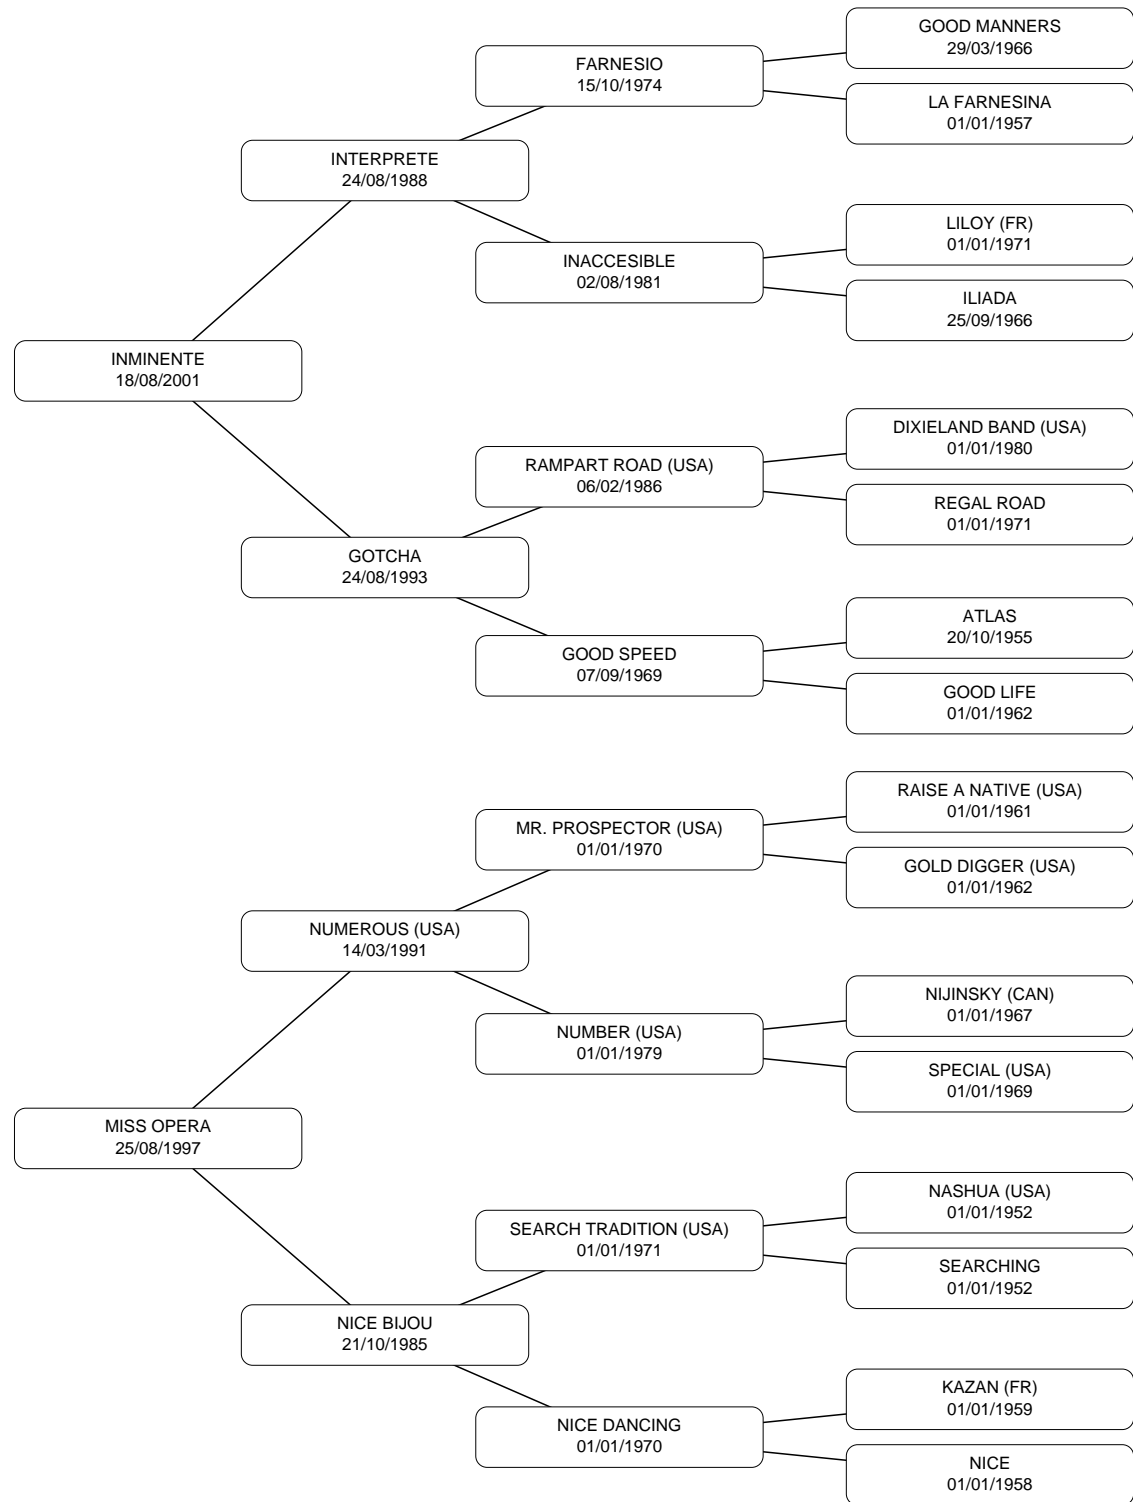 GOOD MANNERS
29/03/1966
FARNESIO
15/10/1974
LA FARNESINA
01/01/1957
INTERPRETE
24/08/1988
LILOY (FR)
01/01/1971
INACCESIBLE
02/08/1981
ILIADA
25/09/1966
INMINENTE
18/08/2001
DIXIELAND BAND (USA)
01/01/1980
RAMPART ROAD (USA)
06/02/1986
REGAL ROAD
01/01/1971
GOTCHA
24/08/1993
ATLAS
20/10/1955
GOOD SPEED
07/09/1969
GOOD LIFE
01/01/1962
RAISE A NATIVE (USA)
01/01/1961
MR. PROSPECTOR (USA)
01/01/1970
GOLD DIGGER (USA)
01/01/1962
NUMEROUS (USA)
14/03/1991
NIJINSKY (CAN)
01/01/1967
NUMBER (USA)
01/01/1979
SPECIAL (USA)
01/01/1969
MISS OPERA
25/08/1997
NASHUA (USA)
01/01/1952
SEARCH TRADITION (USA)
01/01/1971
SEARCHING
01/01/1952
NICE BIJOU
21/10/1985
KAZAN (FR)
01/01/1959
NICE DANCING
01/01/1970
NICE
01/01/1958